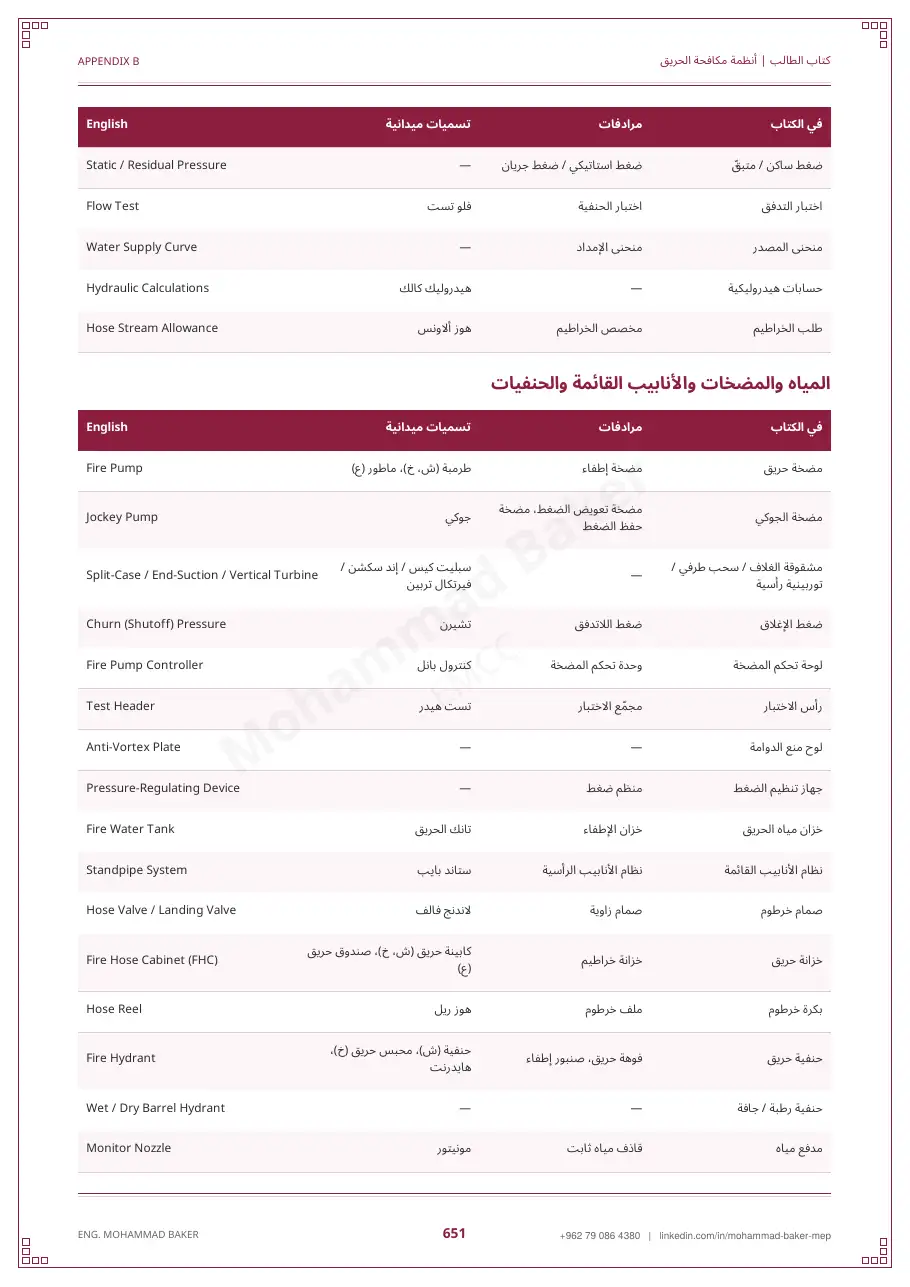 كتاب الطالب | أنظمة مكافحة الحريق APPENDIX B
في الكتاب مرادفات تسميات ميدانية English
ضغط ساكن / متبقّ ضغط استاتيكي / ضغط جريان — Static / Residual Pressure
اختبار التدفق اختبار الحنفية فلو تست Flow Test
منحنى المصدر منحنى الإمداد — Water Supply Curve
حسابات هيدروليكية — هيدروليك كالك Hydraulic Calculations
طلب الخراطيم مخصص الخراطيم هوز ألاونس Hose Stream Allowance
المياه والمضخات والأنابيب القائمة والحنفيات
في الكتاب مرادفات تسميات ميدانية English
مضخة حريق مضخة إطفاء طرمبة (ش، خ)، ماطور (ع) Fire Pump
مضخة الجوكي مضخة تعويض الضغط، مضخة
حفظ الضغط جوكي Jockey Pump
مشقوقة الغلاف / سحب طرفي /
توربينية رأسية — سبليت كيس / إند سكشن /
فيرتكال تربين Split-Case / End-Suction / Vertical Turbine
ضغط الإغلاق ضغط اللاتدفق تشيرن Churn (Shutoff) Pressure
لوحة تحكم المضخة وحدة تحكم المضخة كنترول بانل Fire Pump Controller
رأس الاختبار مجمّع الاختبار تست هيدر Test Header
لوح منع الدوامة — — Anti-Vortex Plate
جهاز تنظيم الضغط منظم ضغط — Pressure-Regulating Device
خزان مياه الحريق خزان الإطفاء تانك الحريق Fire Water Tank
نظام الأنابيب القائمة نظام الأنابيب الرأسية ستاند بايب Standpipe System
صمام خرطوم صمام زاوية لاندنج فالف Hose Valve / Landing Valve
خزانة حريق خزانة خراطيم كابينة حريق (ش، خ)، صندوق حريق
(ع) Fire Hose Cabinet (FHC)
بكرة خرطوم ملف خرطوم هوز ريل Hose Reel
حنفية حريق فوهة حريق، صنبور إطفاء حنفية (ش)، محبس حريق (خ)،
هايدرنت Fire Hydrant
حنفية رطبة / جافة — — Wet / Dry Barrel Hydrant
مدفع مياه قاذف مياه ثابت مونيتور Monitor Nozzle
Mohammad Baker
ENG. MOHAMMAD BAKER 651 +962 79 086 4380 | linkedin.com/in/mohammad-baker-mep